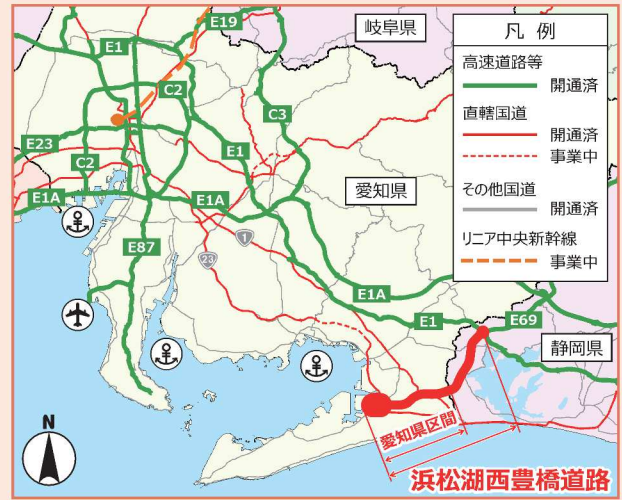 E19
岐阜県
E1
C2
C3
E23
C2
E1
E1A
E1A
愛知県
E87
23
1
E1A
E1
E69
静岡県
愛知県区間
浜松湖西豊橋道路
N
凡 例
高速道路等
開通済
直轄国道
開通済
事業中
その他国道
開通済
リニア中央新幹線
事業中